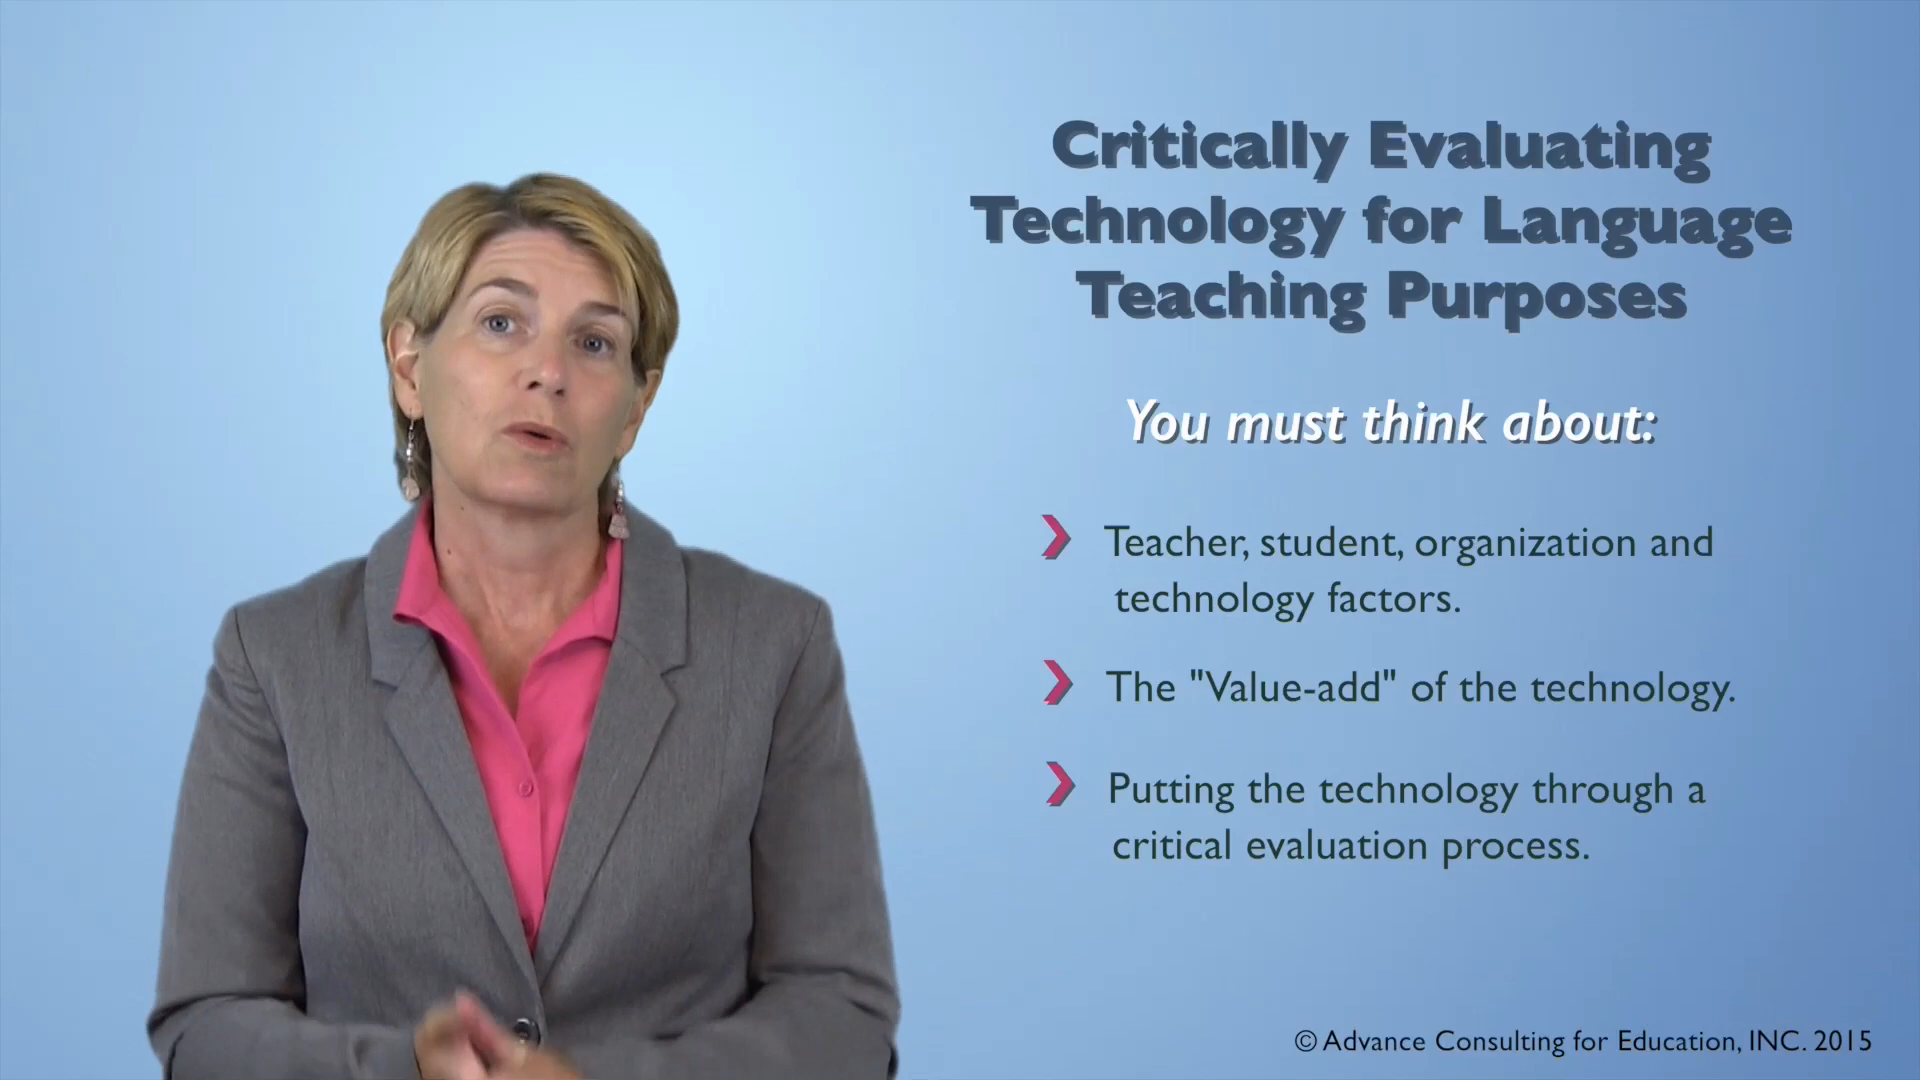 Critically Evaluating
Technology for Language
Teaching Purposes
You must think about:
Teacher, student, organization and
technology factors.
The "Value-add" of the technology.
Putting the technology through a
critical evaluation process.
© Advance Consulting for Education, INC. 2015